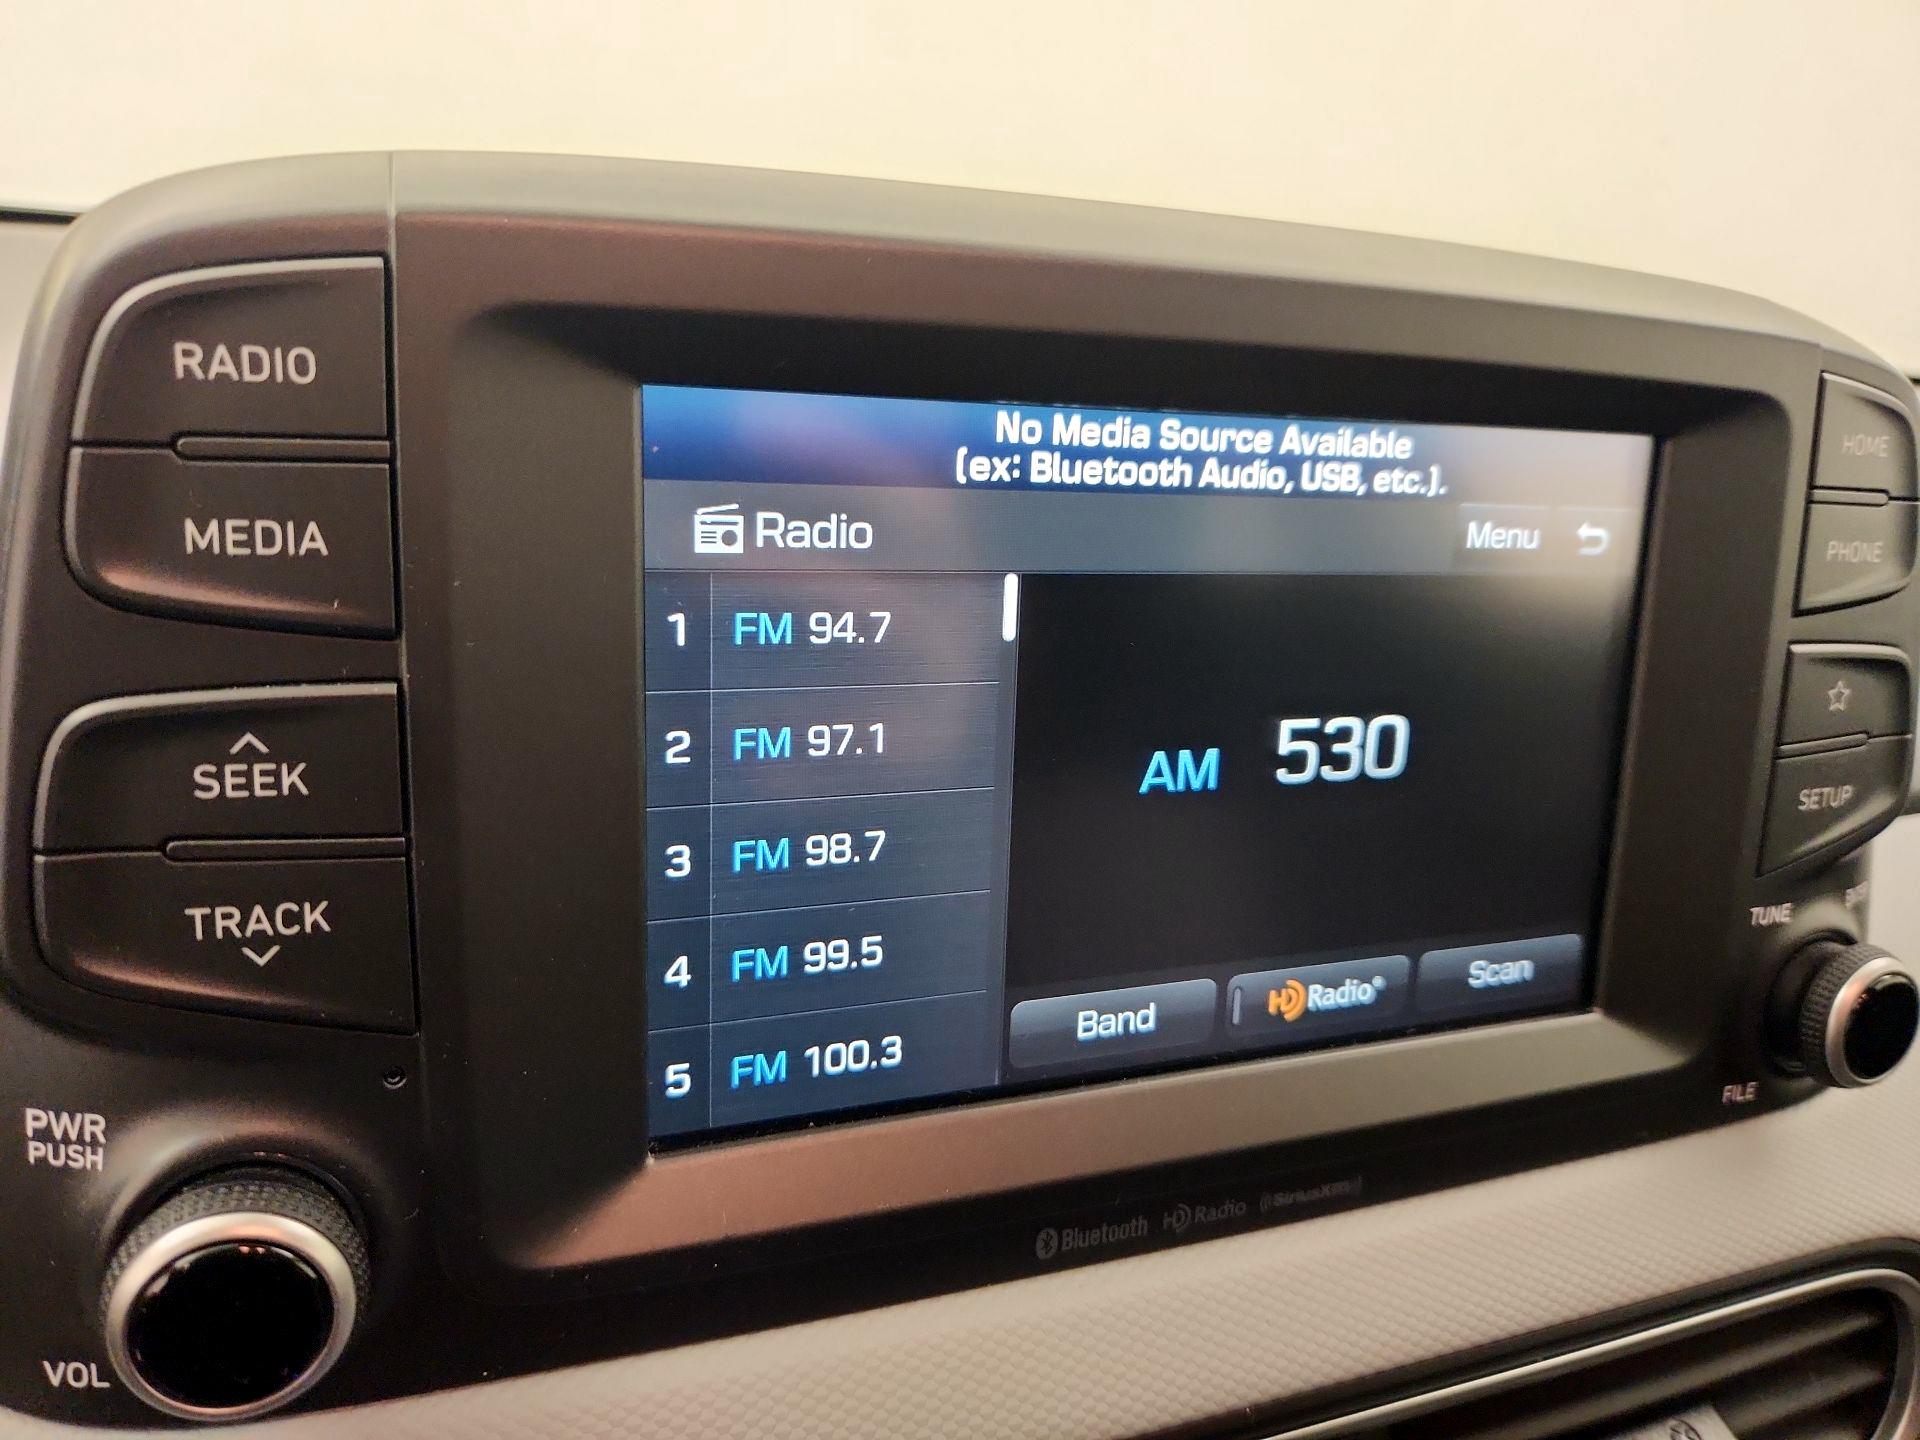 RADIO
MEDIA
SEEK
TRACK
PWR
PUSH
VOL
No Media Source Available
(ex: Bluetooth Audio, USB, etc.).
Radio
Menu
1 FM 94.7
2 FM 97.1
3 FM 98.7
4 FM 99.5
5 FM 100.3
AM 530
Band
HD Radio®
Scan
Bluetooth HD Radio ((SiriusXM))
HOME
PHONE
SETUP
TUNE
FILE